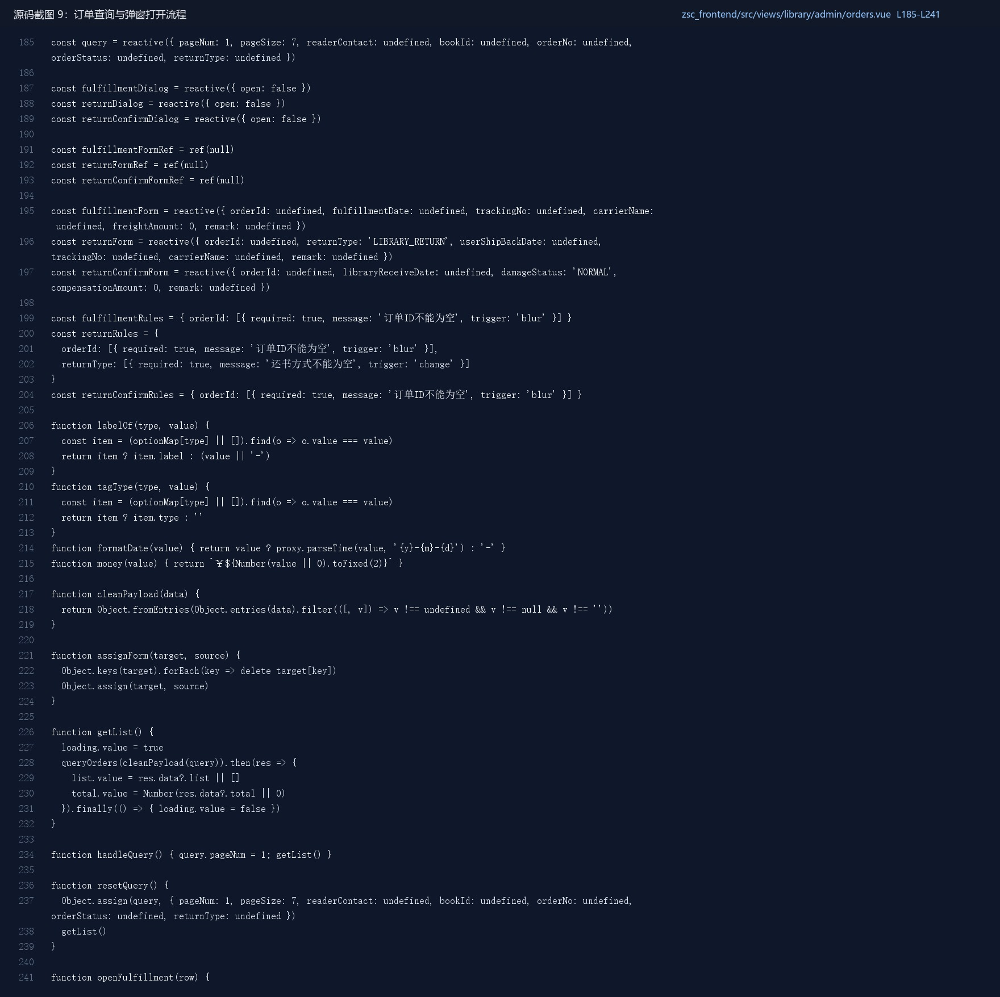 源码截图 9：订单查询与弹窗打开流程
zsc_frontend/src/views/library/admin/orders.vue L185-L241
185 const query = reactive({ pageNum: 1, pageSize: 7, readerContact: undefined, bookId: undefined, orderNo: undefined,
orderStatus: undefined, returnType: undefined })
186
187 const fulfillmentDialog = reactive({ open: false })
188 const returnDialog = reactive({ open: false })
189 const returnConfirmDialog = reactive({ open: false })
190
191 const fulfillmentFormRef = ref(null)
192 const returnFormRef = ref(null)
193 const returnConfirmFormRef = ref(null)
194
195 const fulfillmentForm = reactive({ orderId: undefined, fulfillmentDate: undefined, trackingNo: undefined, carrierName:
 undefined, freightAmount: 0, remark: undefined })
196 const returnForm = reactive({ orderId: undefined, returnType: 'LIBRARY_RETURN', userShipBackDate: undefined,
trackingNo: undefined, carrierName: undefined, remark: undefined })
197 const returnConfirmForm = reactive({ orderId: undefined, libraryReceiveDate: undefined, damageStatus: 'NORMAL',
compensationAmount: 0, remark: undefined })
198
199 const fulfillmentRules = { orderId: [{ required: true, message: '订单ID不能为空', trigger: 'blur' }] }
200 const returnRules = {
201   orderId: [{ required: true, message: '订单ID不能为空', trigger: 'blur' }],
202   returnType: [{ required: true, message: '还书方式不能为空', trigger: 'change' }]
203 }
204 const returnConfirmRules = { orderId: [{ required: true, message: '订单ID不能为空', trigger: 'blur' }] }
205
206 function labelOf(type, value) {
207   const item = (optionMap[type] || []).find(o => o.value === value)
208   return item ? item.label : (value || '-')
209 }
210 function tagType(type, value) {
211   const item = (optionMap[type] || []).find(o => o.value === value)
212   return item ? item.type : ''
213 }
214 function formatDate(value) { return value ? proxy.parseTime(value, '{y}-{m}-{d}') : '-' }
215 function money(value) { return `￥${Number(value || 0).toFixed(2)}` }
216
217 function cleanPayload(data) {
218   return Object.fromEntries(Object.entries(data).filter(([, v]) => v !== undefined && v !== null && v !== ''))
219 }
220
221 function assignForm(target, source) {
222   Object.keys(target).forEach(key => delete target[key])
223   Object.assign(target, source)
224 }
225
226 function getList() {
227   loading.value = true
228   queryOrders(cleanPayload(query)).then(res => {
229     list.value = res.data?.list || []
230     total.value = Number(res.data?.total || 0)
231   }).finally(() => { loading.value = false })
232 }
233
234 function handleQuery() { query.pageNum = 1; getList() }
235
236 function resetQuery() {
237   Object.assign(query, { pageNum: 1, pageSize: 7, readerContact: undefined, bookId: undefined, orderNo: undefined,
orderStatus: undefined, returnType: undefined })
238   getList()
239 }
240
241 function openFulfillment(row) {